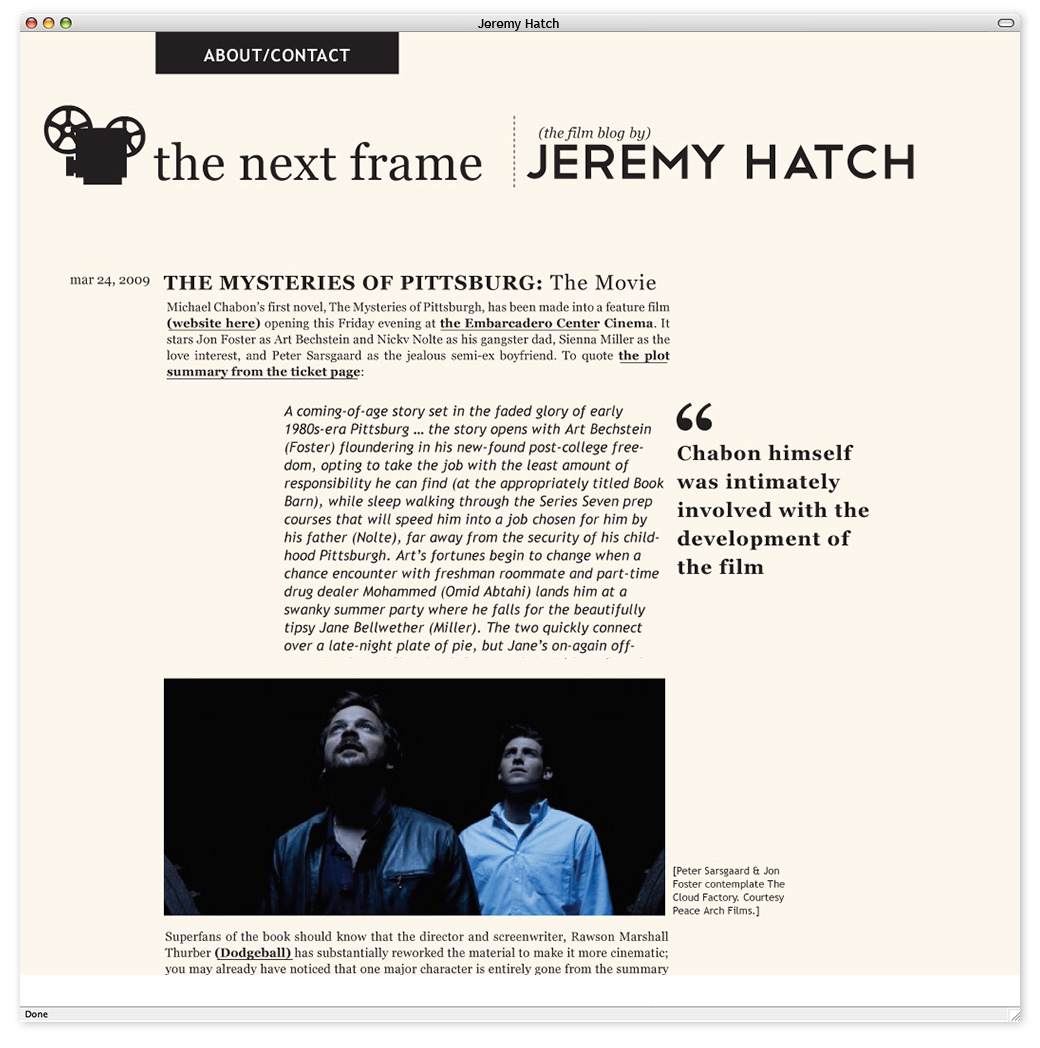 Jeremy Hatch
ABOUT/CONTACT
the next frame
(the film blog by)
JEREMY HATCH
mar 24, 2009
THE MYSTERIES OF PITTSBURG: The Movie
Michael Chabon’s first novel, The Mysteries of Pittsburgh, has been made into a feature film
(website here) opening this Friday evening at the Embarcadero Center Cinema. It
stars Jon Foster as Art Bechstein and Nickv Nolte as his gangster dad, Sienna Miller as the
love interest, and Peter Sarsgaard as the jealous semi-ex boyfriend. To quote the plot
summary from the ticket page:
A coming-of-age story set in the faded glory of early
1980s-era Pittsburg … the story opens with Art Bechstein
(Foster) floundering in his new-found post-college free-
dom, opting to take the job with the least amount of
responsibility he can find (at the appropriately titled Book
Barn), while sleep walking through the Series Seven prep
courses that will speed him into a job chosen for him by
his father (Nolte), far away from the security of his child-
hood Pittsburgh. Art’s fortunes begin to change when a
chance encounter with freshman roommate and part-time
drug dealer Mohammed (Omid Abtahi) lands him at a
swanky summer party where he falls for the beautifully
tipsy Jane Bellwether (Miller). The two quickly connect
over a late-night plate of pie, but Jane’s on-again off-
“
Chabon himself
was intimately
involved with the
development of
the film
[Peter Sarsgaard & Jon
Foster contemplate The
Cloud Factory. Courtesy
Peace Arch Films.]
Superfans of the book should know that the director and screenwriter, Rawson Marshall
Thurber (Dodgeball) has substantially reworked the material to make it more cinematic;
you may already have noticed that one major character is entirely gone from the summary
Done